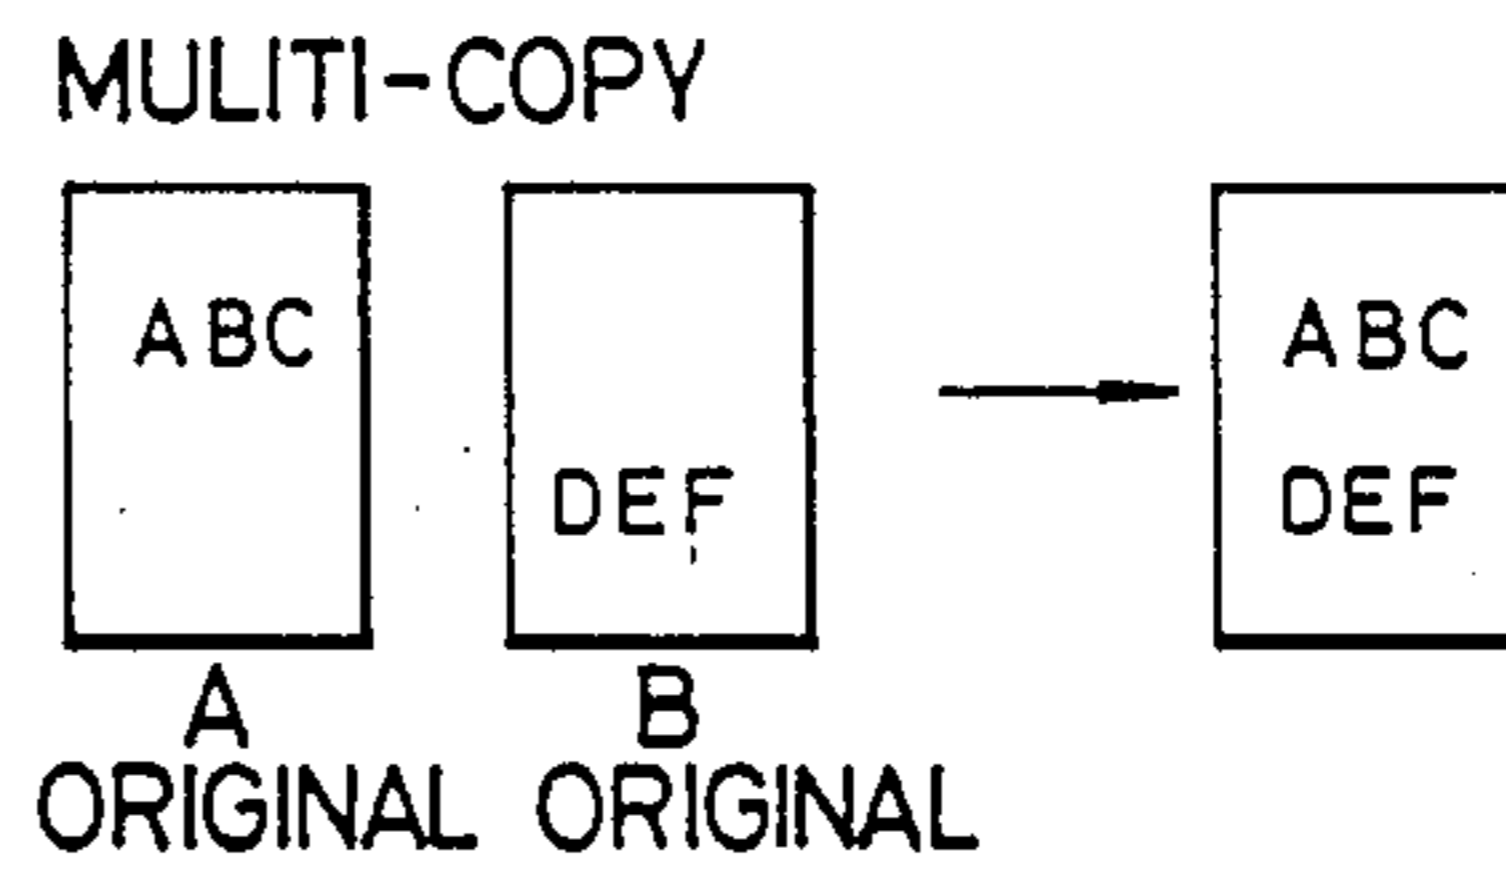 MULITI-COPY
ABC
ABC
DEF
DEF
A
B
ORIGINAL
ORIGINAL